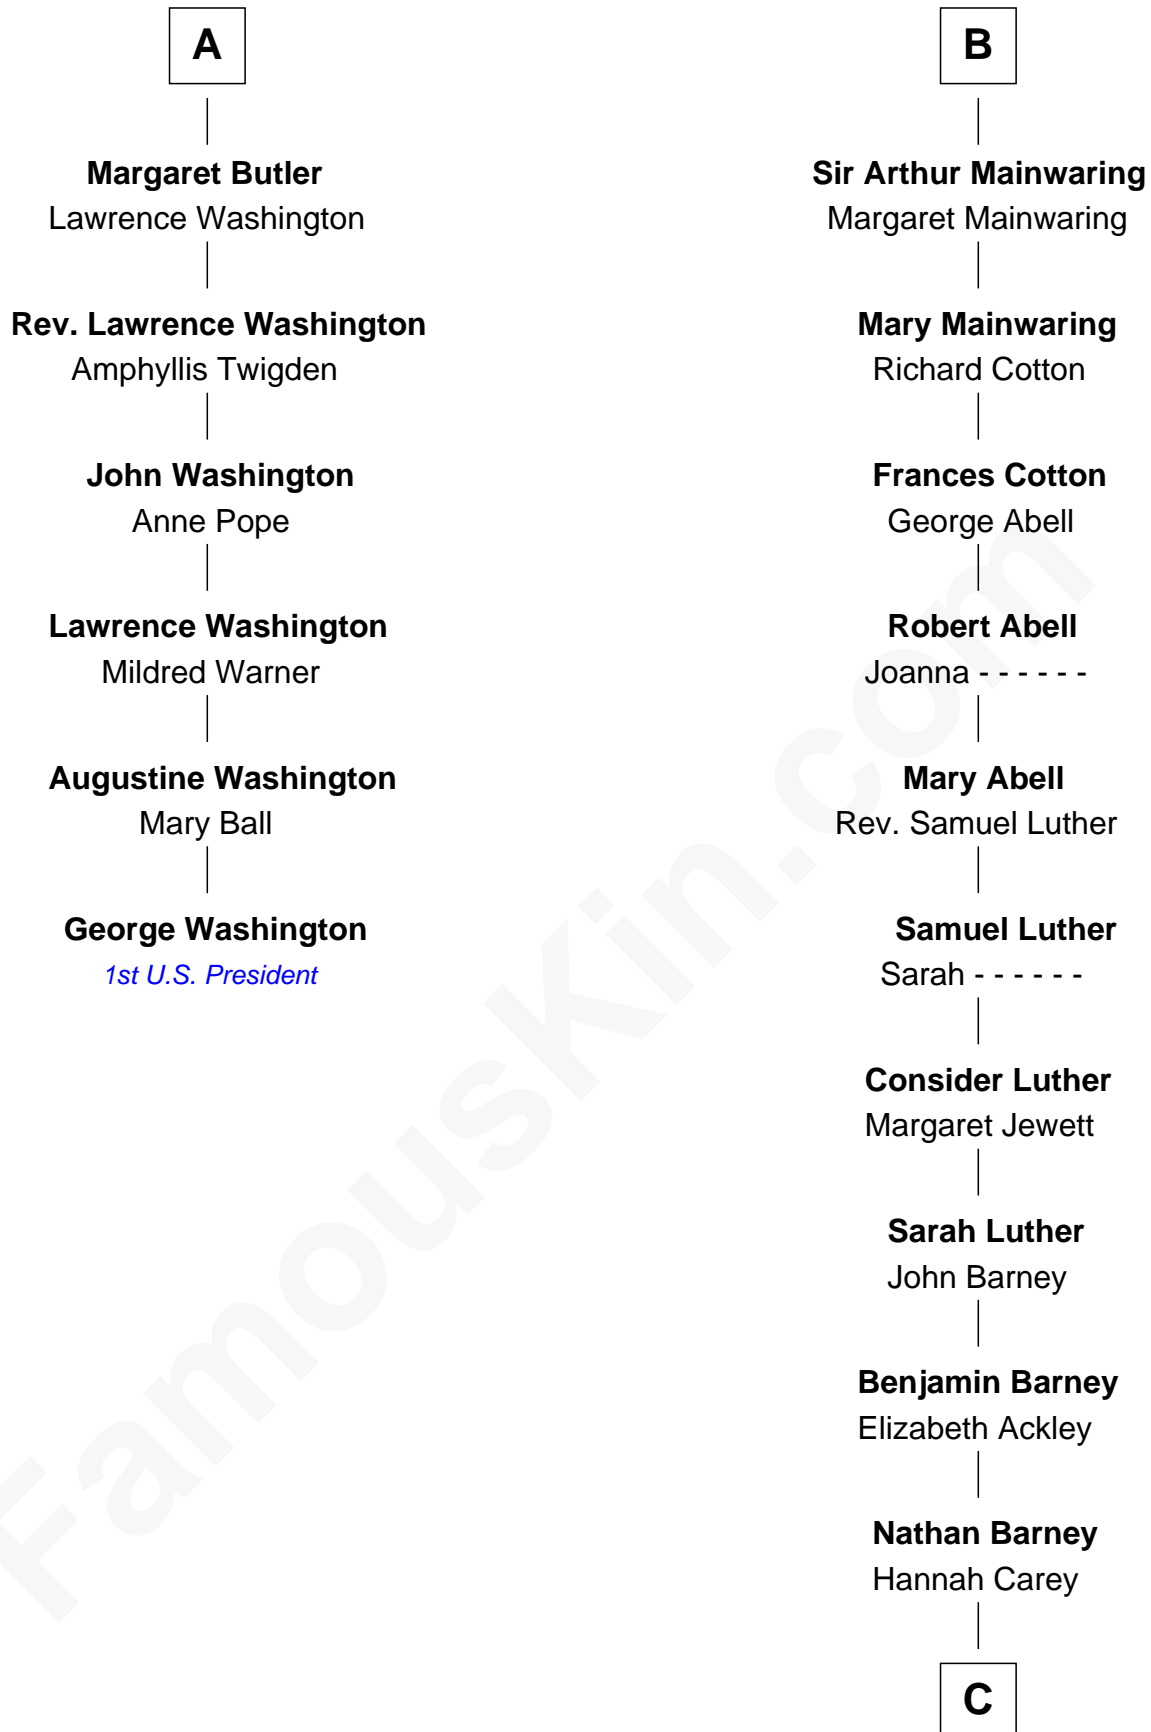 A
Margaret Butler
Lawrence Washington
Rev. Lawrence Washington
Amphyllis Twigden
John Washington
Anne Pope
Lawrence Washington
Mildred Warner
Augustine Washington
Mary Ball
George Washington
1st U.S. President
B
Sir Arthur Mainwaring
Margaret Mainwaring
Mary Mainwaring
Richard Cotton
Frances Cotton
George Abell
Robert Abell
Joanna - - - - - -
Mary Abell
Rev. Samuel Luther
Samuel Luther
Sarah - - - - - -
Consider Luther
Margaret Jewett
Sarah Luther
John Barney
Benjamin Barney
Elizabeth Ackley
Nathan Barney
Hannah Carey
C
FamousKin.com